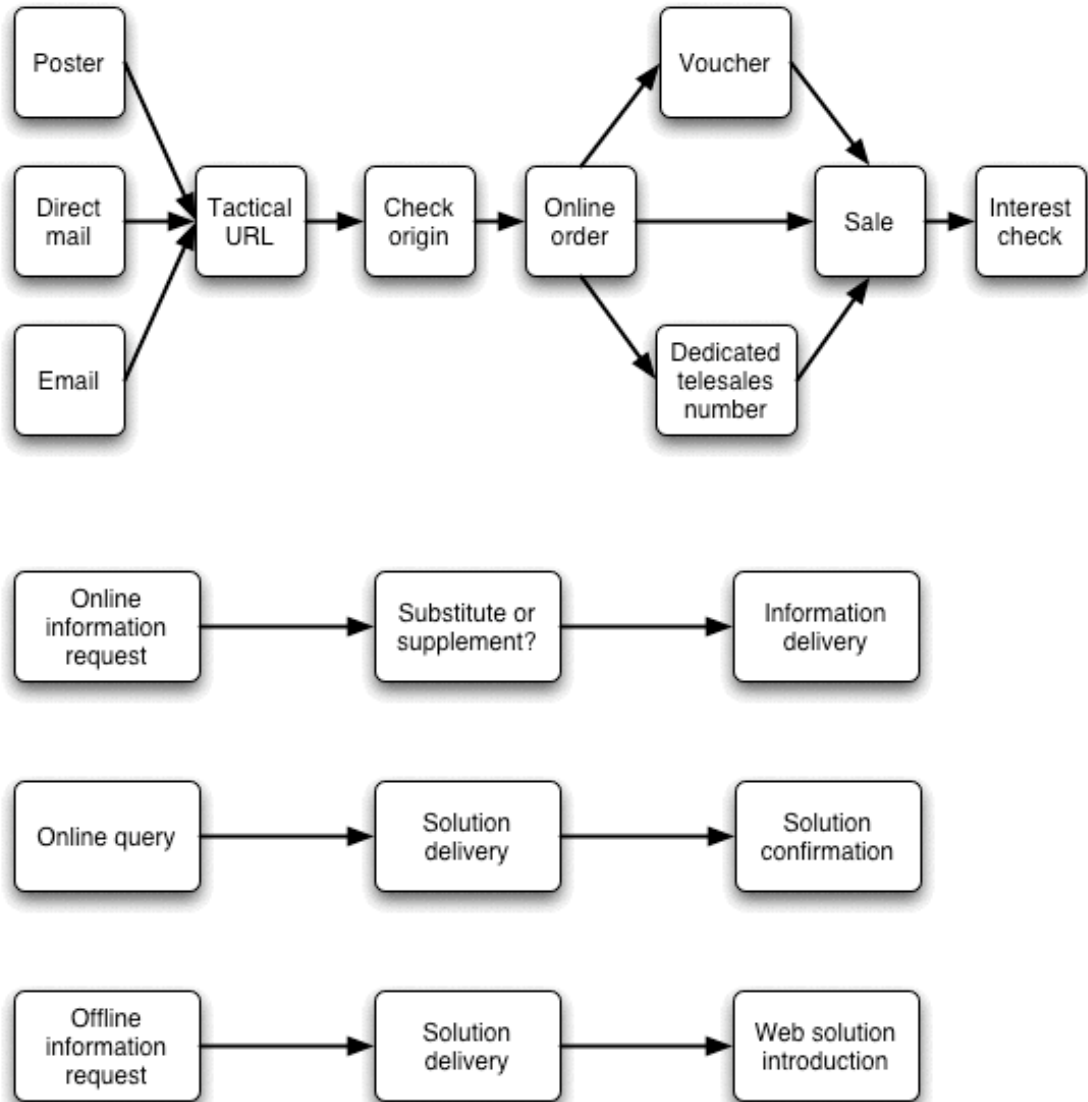 Poster
Voucher
Direct
mail
Tactical
URL
Check
origin
Online
order
Sale
Interest
check
Email
Dedicated
telesales
number
Online
information
request
Substitute or
supplement?
Information
delivery
Online query
Solution
delivery
Solution
confirmation
Offline
information
request
Solution
delivery
Web solution
introduction